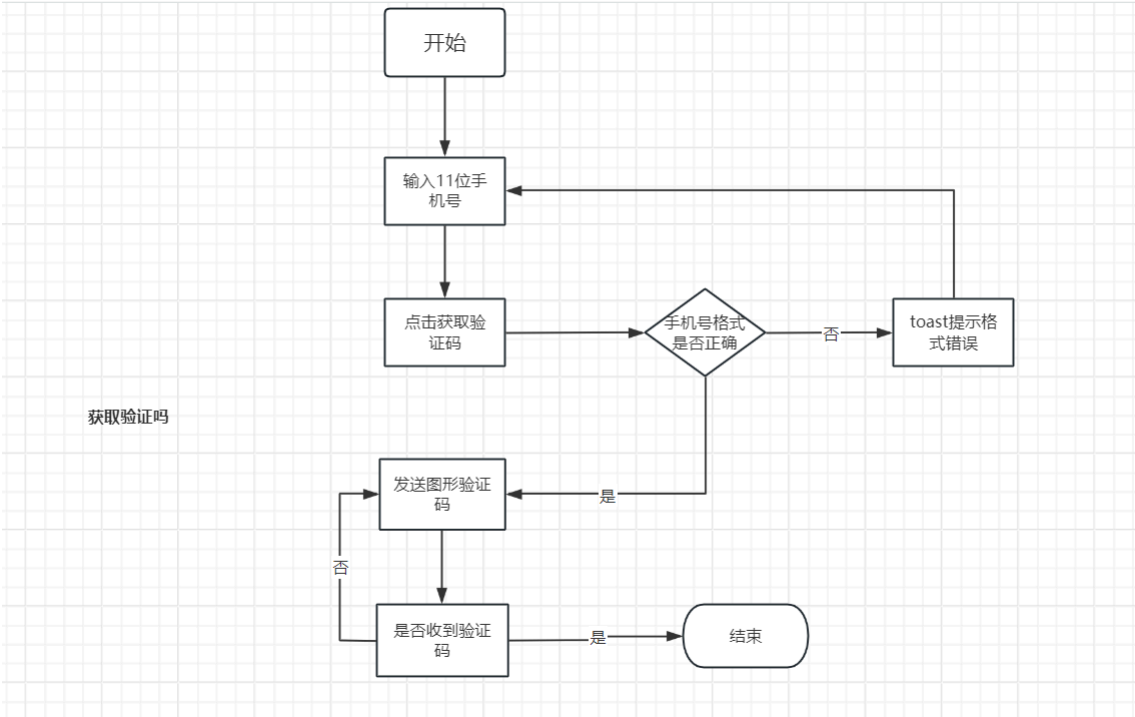 开始
输入11位手
机号
点击获取验
证码
手机号格式
是否正确
否
toast提示格
式错误
获取验证吗
发送图形验证
码
是
否
是否收到验证
码
是
结束